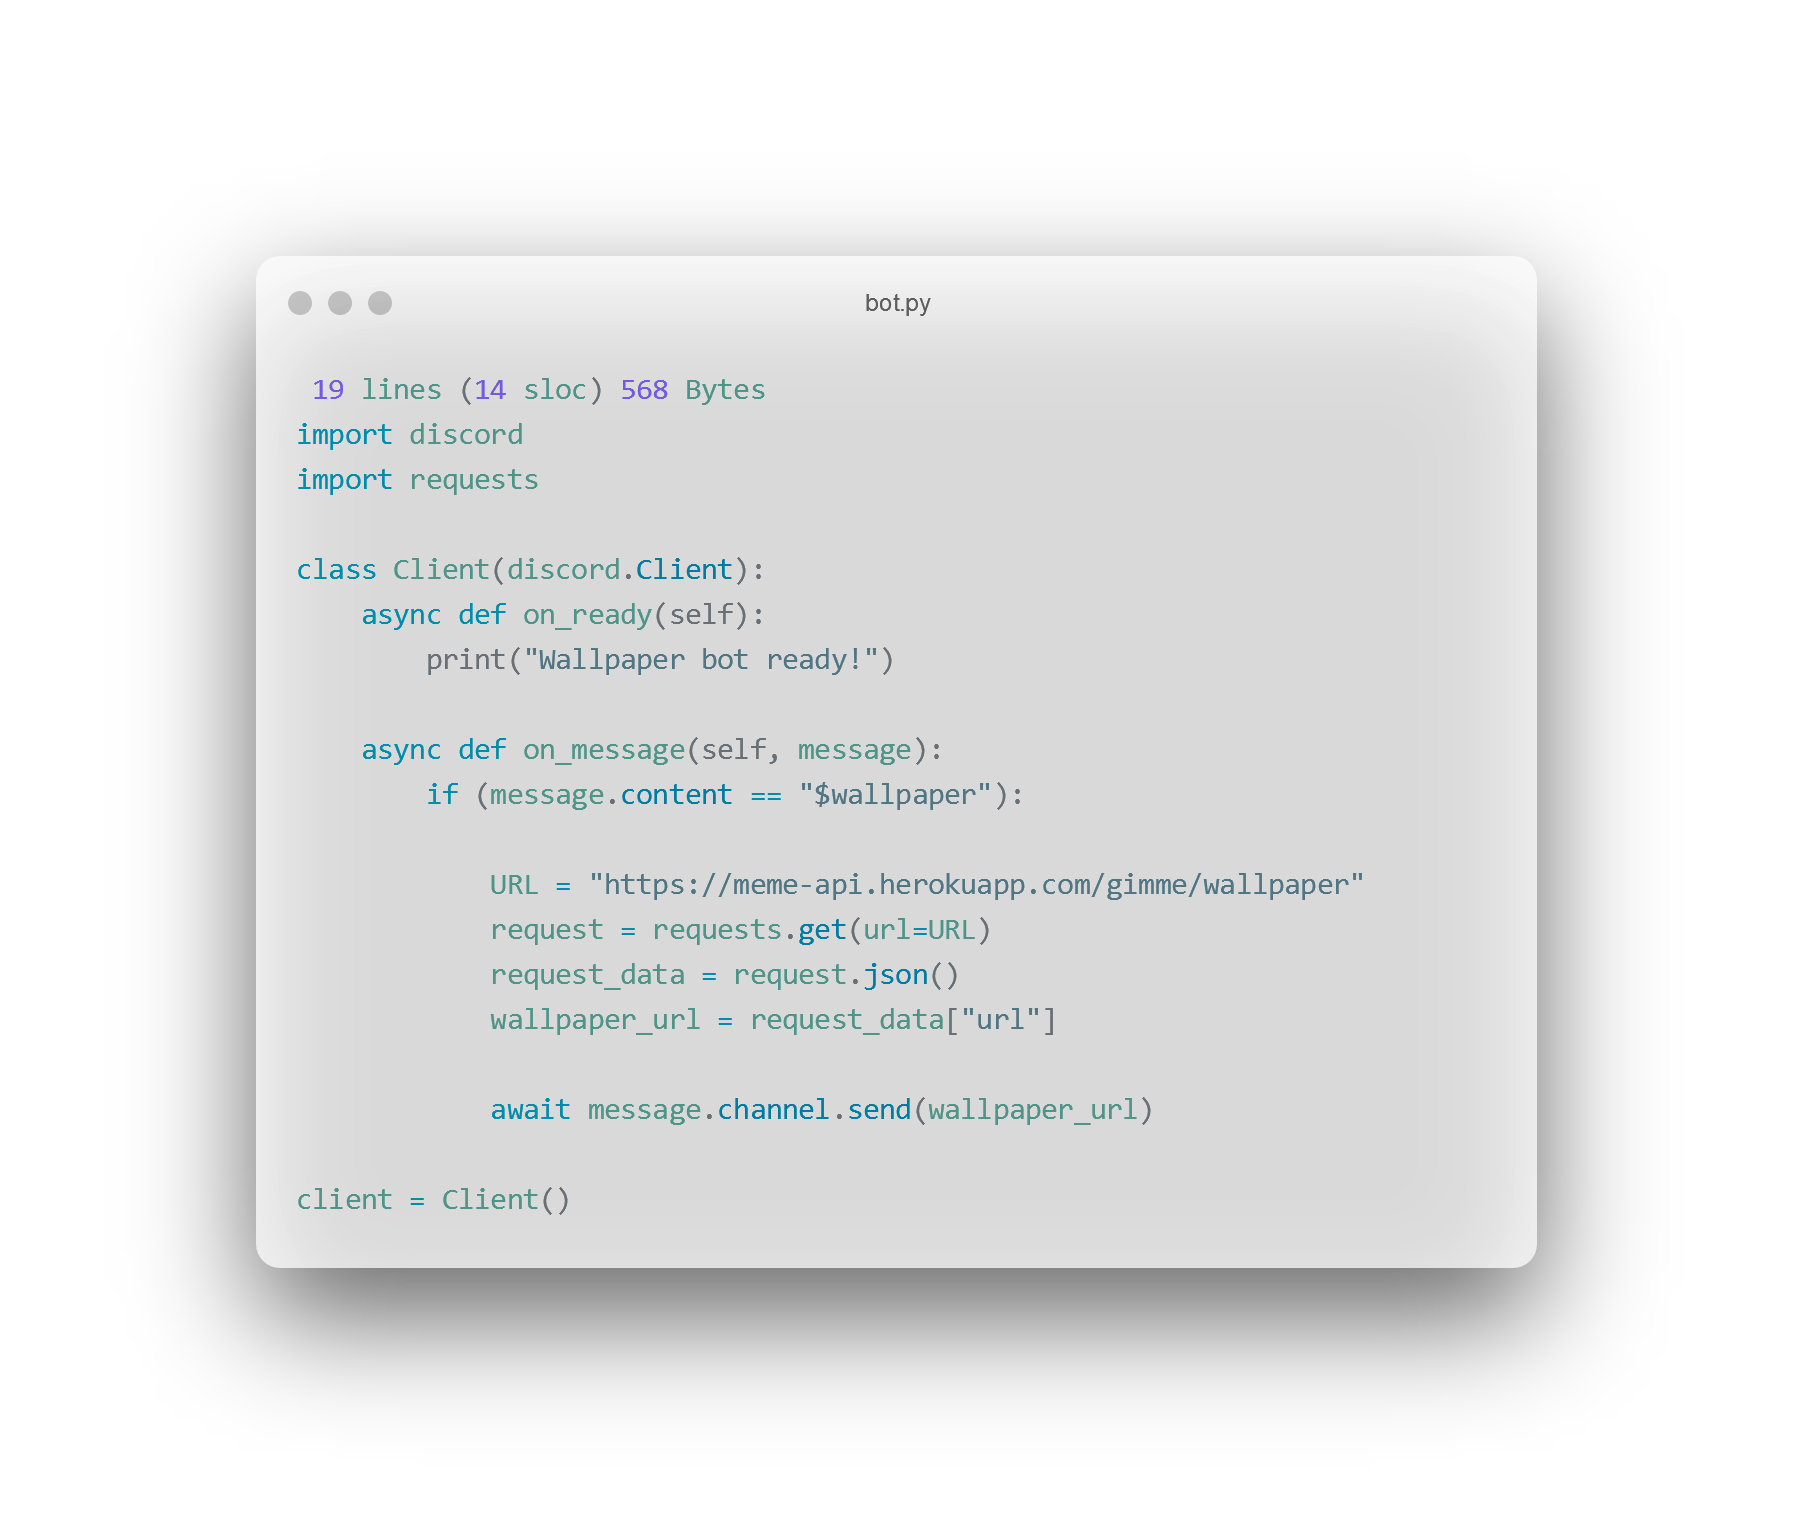 bot.py
19 lines (14 sloc) 568 Bytes
import discord
import requests

class Client(discord.Client):
    async def on_ready(self):
        print("Wallpaper bot ready!")

    async def on_message(self, message):
        if (message.content == "$wallpaper"):

            URL = "https://meme-api.herokuapp.com/gimme/wallpaper"
            request = requests.get(url=URL)
            request_data = request.json()
            wallpaper_url = request_data["url"]

            await message.channel.send(wallpaper_url)

client = Client()